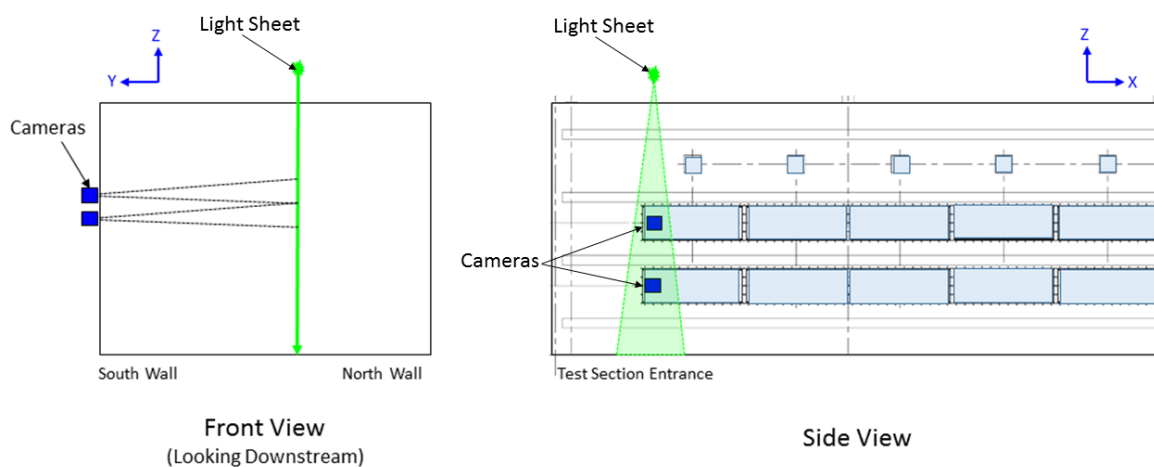 Light Sheet
Z
Y
Cameras
South Wall
North Wall
Front View
(Looking Downstream)
Light Sheet
Z
X
Cameras
Test Section Entrance
Side View